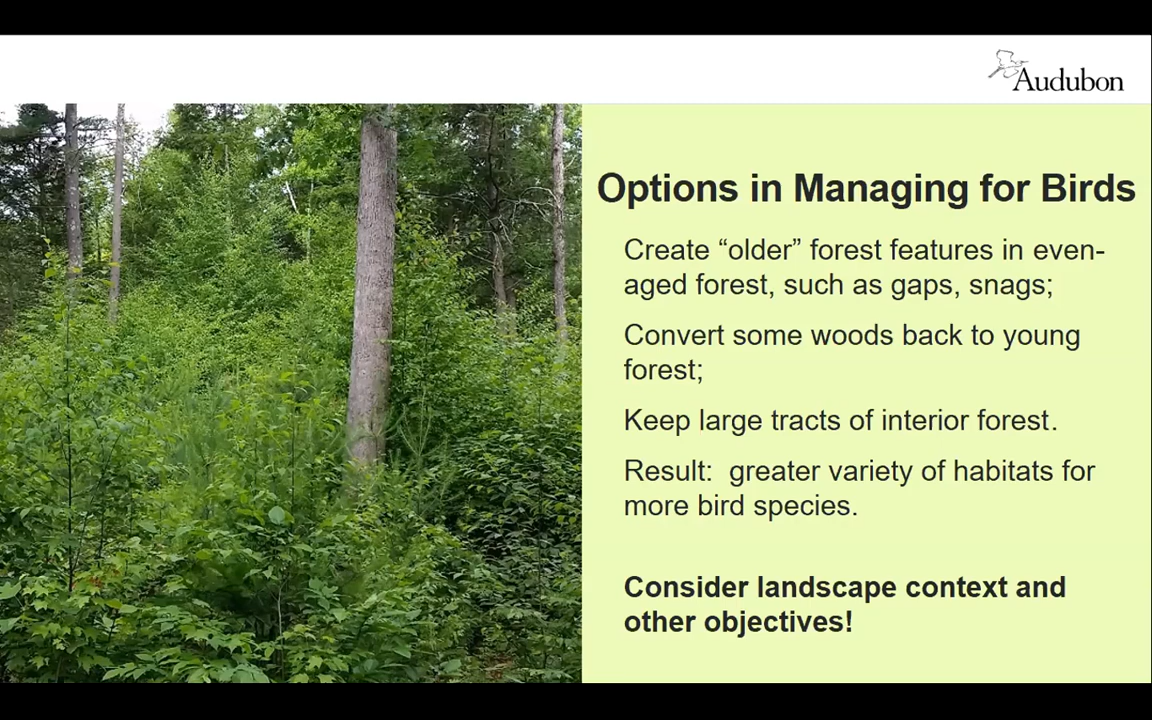 Audubon
Options in Managing for Birds
Create “older” forest features in even-
aged forest, such as gaps, snags;
Convert some woods back to young
forest;
Keep large tracts of interior forest.
Result:  greater variety of habitats for
more bird species.
Consider landscape context and
other objectives!